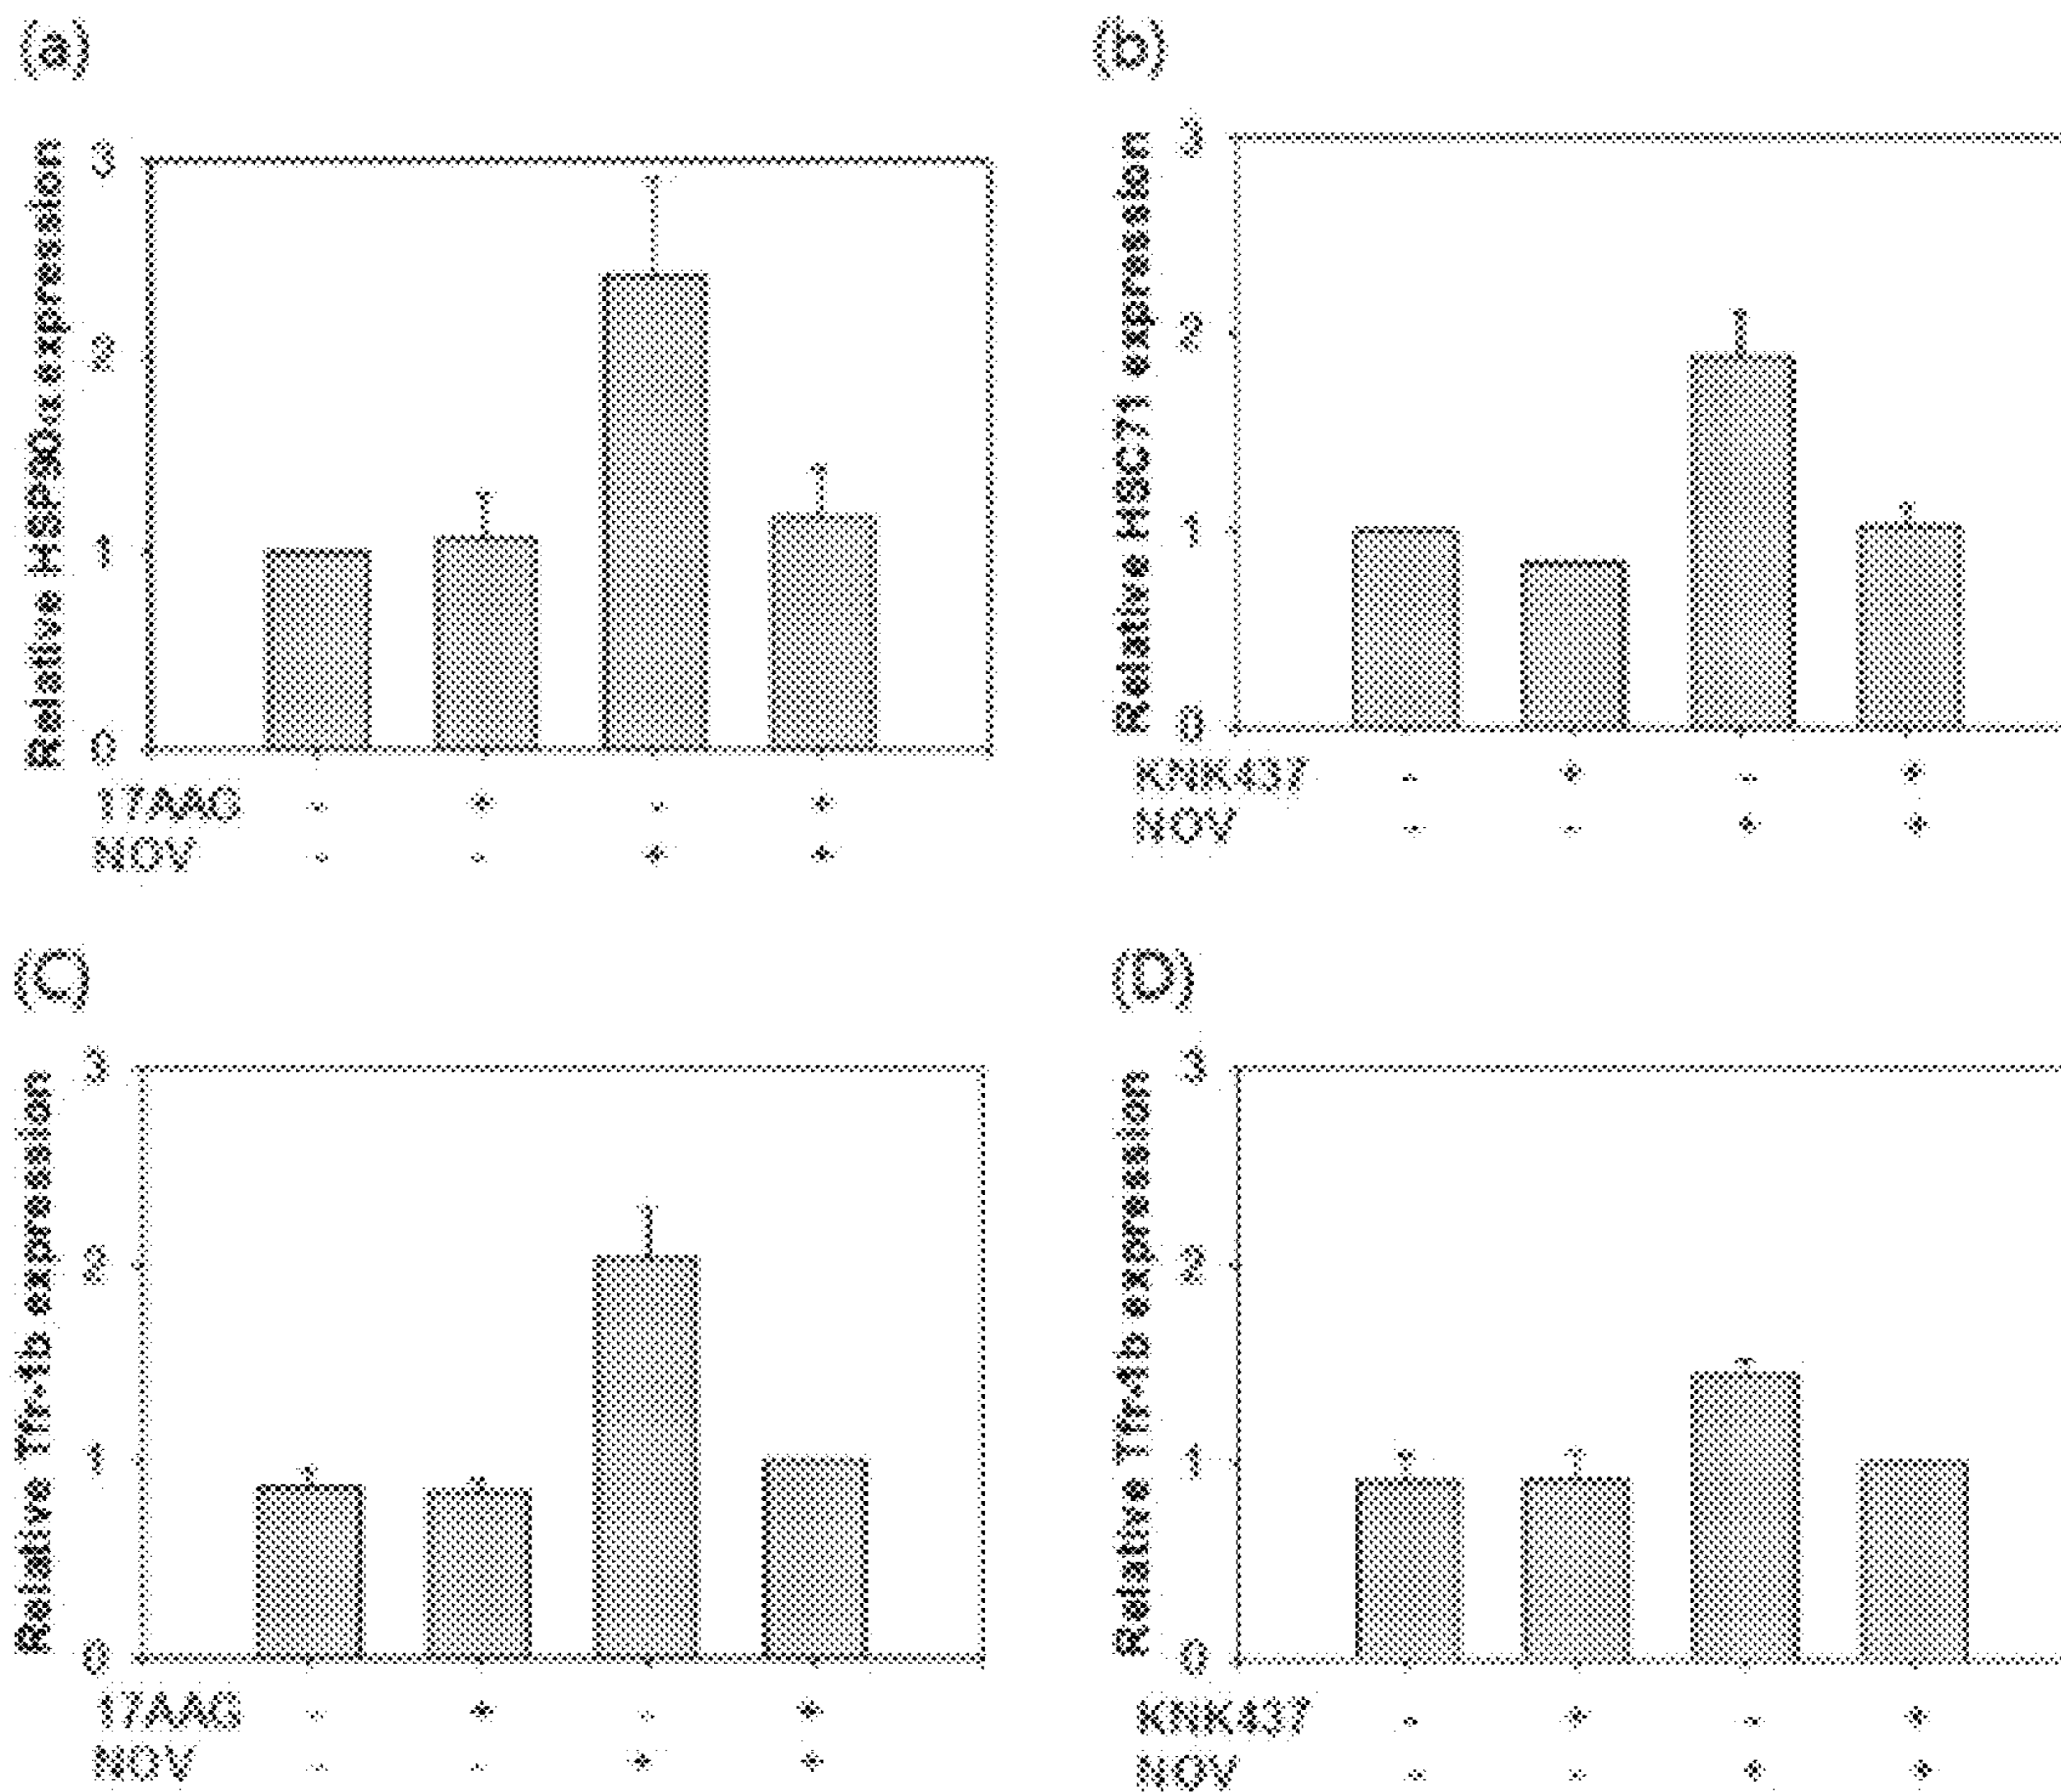 (a)
Relative HSP90α expression
3
2
1
0
17AAG - + - +
NOV - - + +
(b)
Relative HSC71 expression
3
2
1
0
KNK437 - + - +
NOV - - + +
(C)
Relative Tfr-1b expression
3
2
1
0
17AAG - + - +
NOV - - + +
(D)
Relative Tfr-1b expression
3
2
1
0
KNK437 - + - +
NOV - - + +